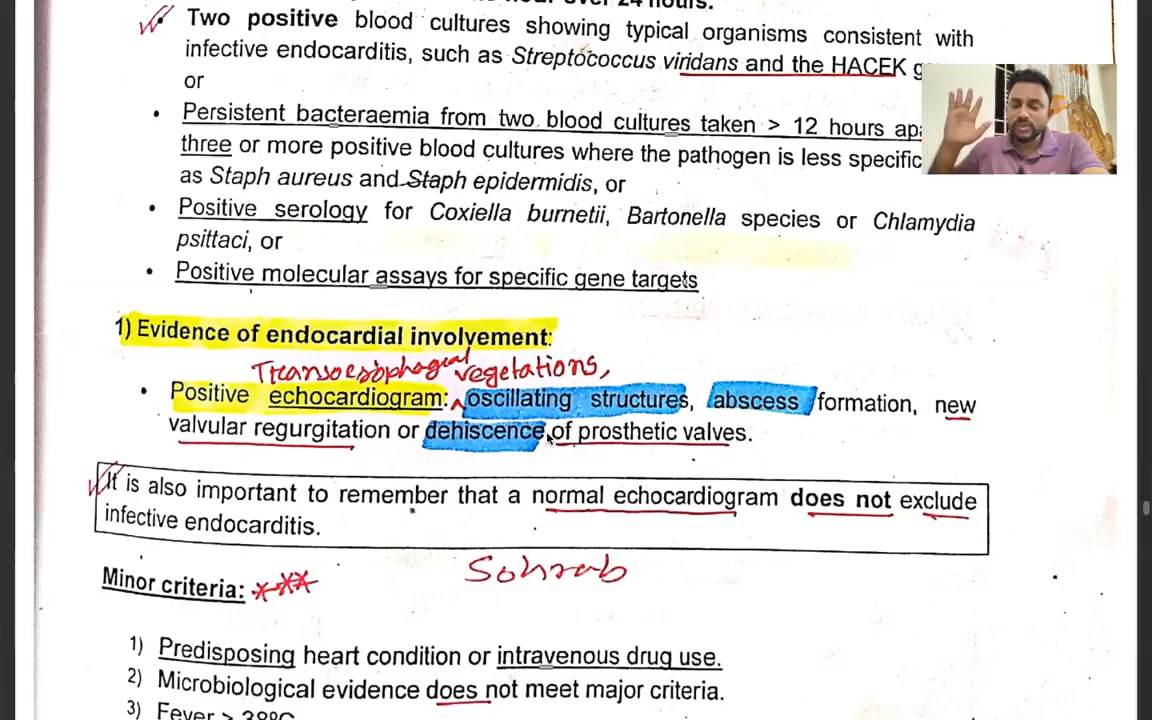 Two positive blood cultures showing typical organisms consistent with
infective endocarditis, such as Streptococcus viridans and the HACEK
or
• Persistent bacteraemia from two blood cultures taken > 12 hours
three or more positive blood cultures where the pathogen is less specific
as Staph aureus and Staph epidermidis, or
• Positive serology for Coxiella burnetii, Bartonella species or Chlamydia
psittaci, or
• Positive molecular assays for specific gene targets
1) Evidence of endocardial involvement:
Transoesophageal vegetations,
• Positive echocardiogram: oscillating structures, abscess formation, new
valvular regurgitation or dehiscence of prosthetic valves.
It is also important to remember that a normal echocardiogram does not exclude
infective endocarditis.
Sohrab
Minor criteria: ***
1) Predisposing heart condition or intravenous drug use.
2) Microbiological evidence does not meet major criteria.
3) Fever > 38ºC